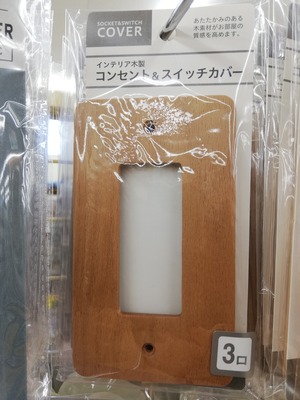 SOCKET&SWITCH
COVER
あたたかみのある
木素材がお部屋の
質感を高めます。
インテリア木製
コンセント&スイッチカバー
3口
ER